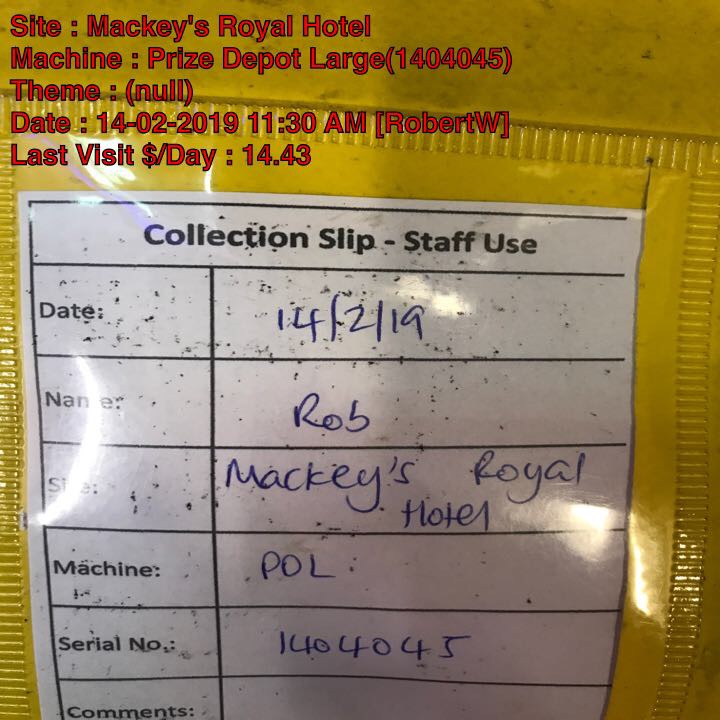 Site : Mackey's Royal Hotel
Machine : Prize Depot Large(1404045)
Theme : (null)
Date : 14-02-2019 11:30 AM [RobertW]
Last Visit $/Day : 14.43
Collection Slip - Staff Use
Date: 14/2/19
Name: Rob
Site: Mackey's Royal
Hotel
Machine: PDL :
Serial No.: 1404045
Comments: